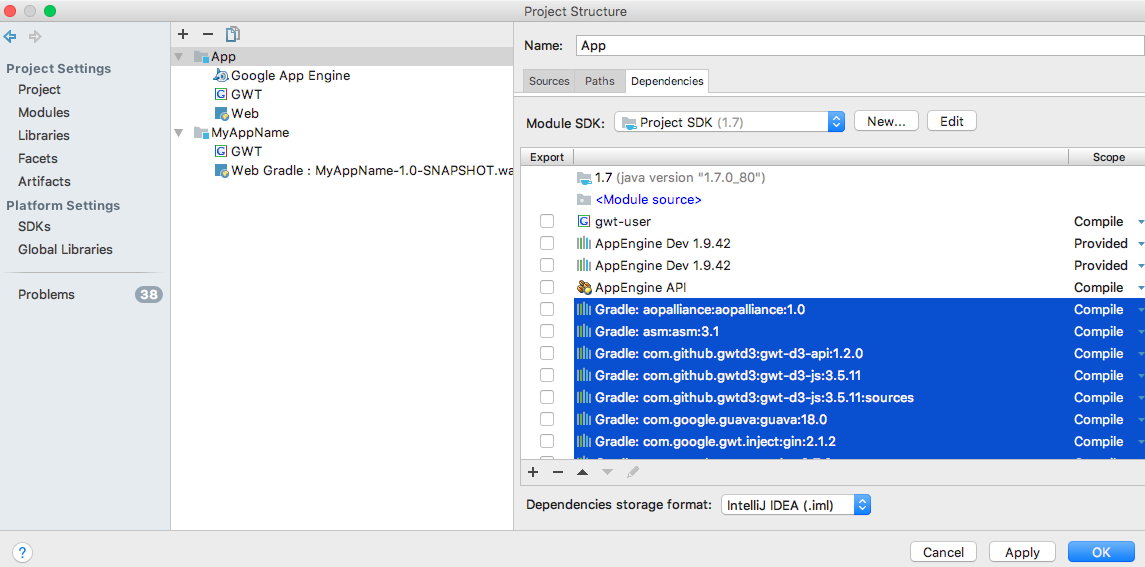 Project Structure
Project Settings
Project
Modules
Libraries
Facets
Artifacts
Platform Settings
SDKs
Global Libraries
Problems 38
App
Google App Engine
GWT
Web
MyAppName
GWT
Web Gradle : MyAppName-1.0-SNAPSHOT.wa
Name: App
Sources Paths Dependencies
Module SDK: Project SDK (1.7) New... Edit
Export Scope
1.7 (java version "1.7.0_80")
<Module source>
gwt-user Compile
AppEngine Dev 1.9.42 Provided
AppEngine Dev 1.9.42 Provided
AppEngine API Compile
Gradle: aopalliance:aopalliance:1.0 Compile
Gradle: asm:asm:3.1 Compile
Gradle: com.github.gwtd3:gwt-d3-api:1.2.0 Compile
Gradle: com.github.gwtd3:gwt-d3-js:3.5.11 Compile
Gradle: com.github.gwtd3:gwt-d3-js:3.5.11:sources Compile
Gradle: com.google.guava:guava:18.0 Compile
Gradle: com.google.gwt.inject:gin:2.1.2 Compile
Dependencies storage format: IntelliJ IDEA (.iml)
? Cancel Apply OK